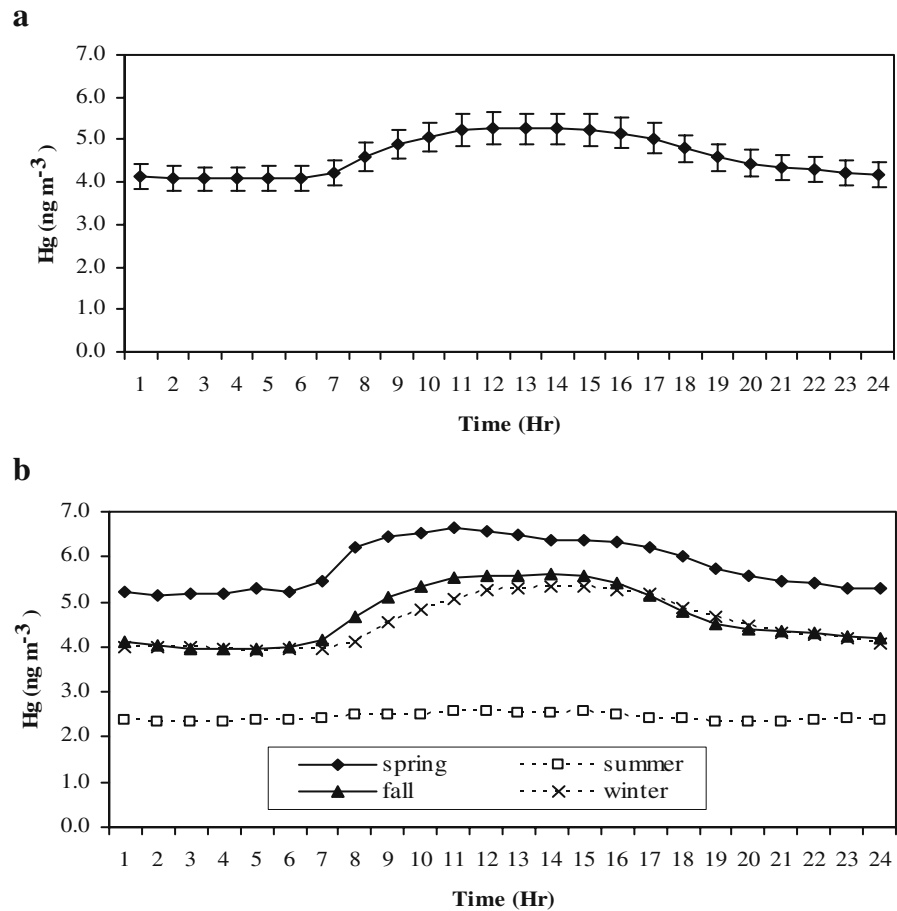 a
7.0
6.0
5.0
4.0
3.0
2.0
1.0
0.0
Hg (ng m-3)
1 2 3 4 5 6 7 8 9 10 11 12 13 14 15 16 17 18 19 20 21 22 23 24
Time (Hr)
b
7.0
6.0
5.0
4.0
3.0
2.0
1.0
0.0
Hg (ng m-3)
spring summer
fall winter
1 2 3 4 5 6 7 8 9 10 11 12 13 14 15 16 17 18 19 20 21 22 23 24
Time (Hr)